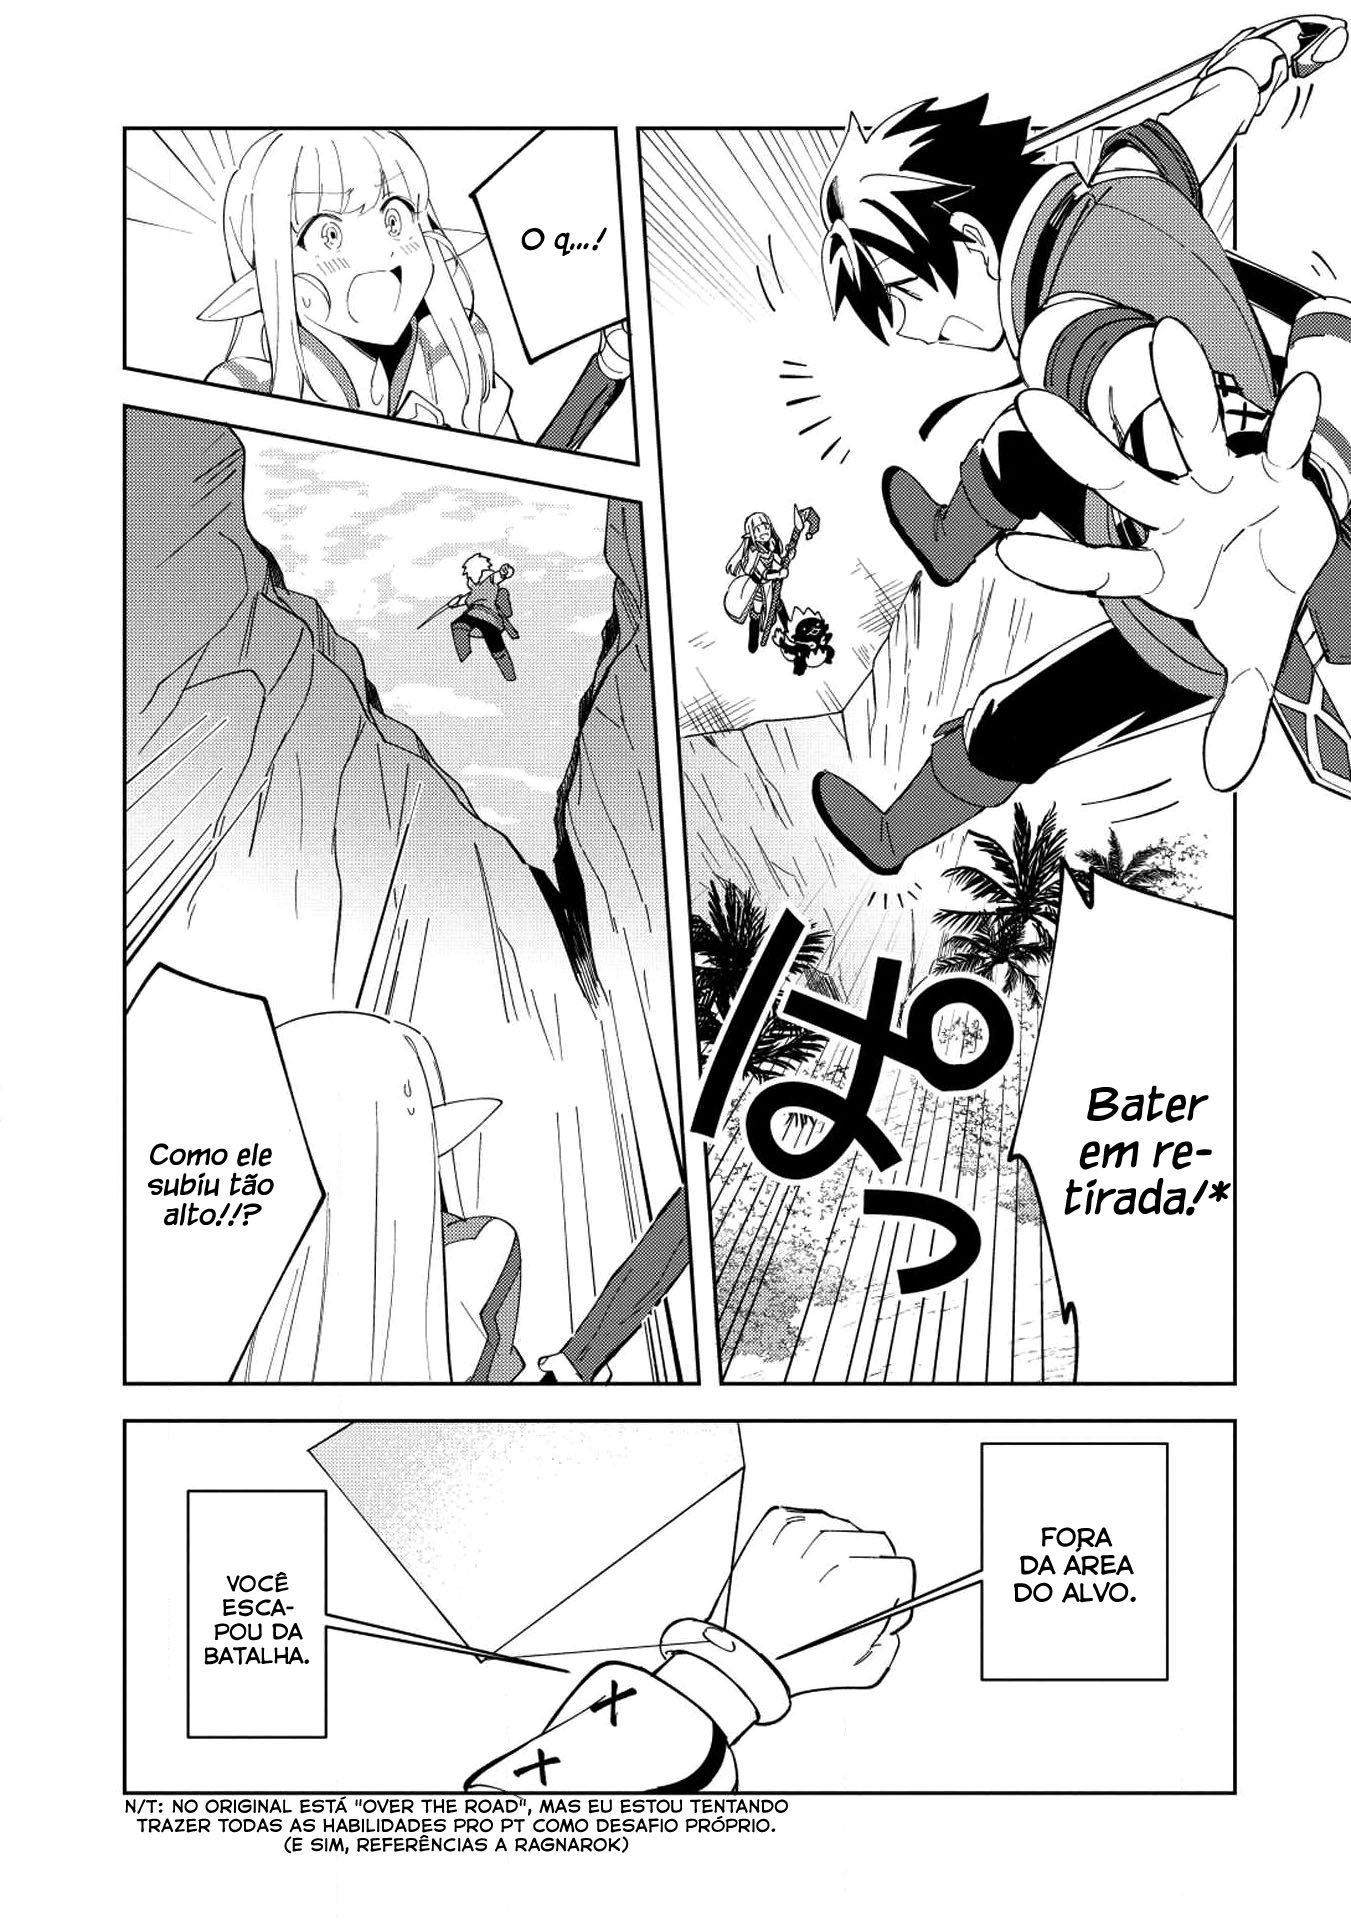 Bater
em re-
tirada!*
ぱっ
O q...!
Como ele
subiu tão
alto!!?
FORA
DA ÁREA
DO ALVO.
VOCÊ
ESCA-
POU DA
BATALHA.
N/T: NO ORIGINAL ESTÁ "OVER THE ROAD", MAS EU ESTOU TENTANDO
TRAZER TODAS AS HABILIDADES PRO PT COMO DESAFIO PRÓPRIO.
(E SIM, REFERÊNCIAS A RAGNAROK)